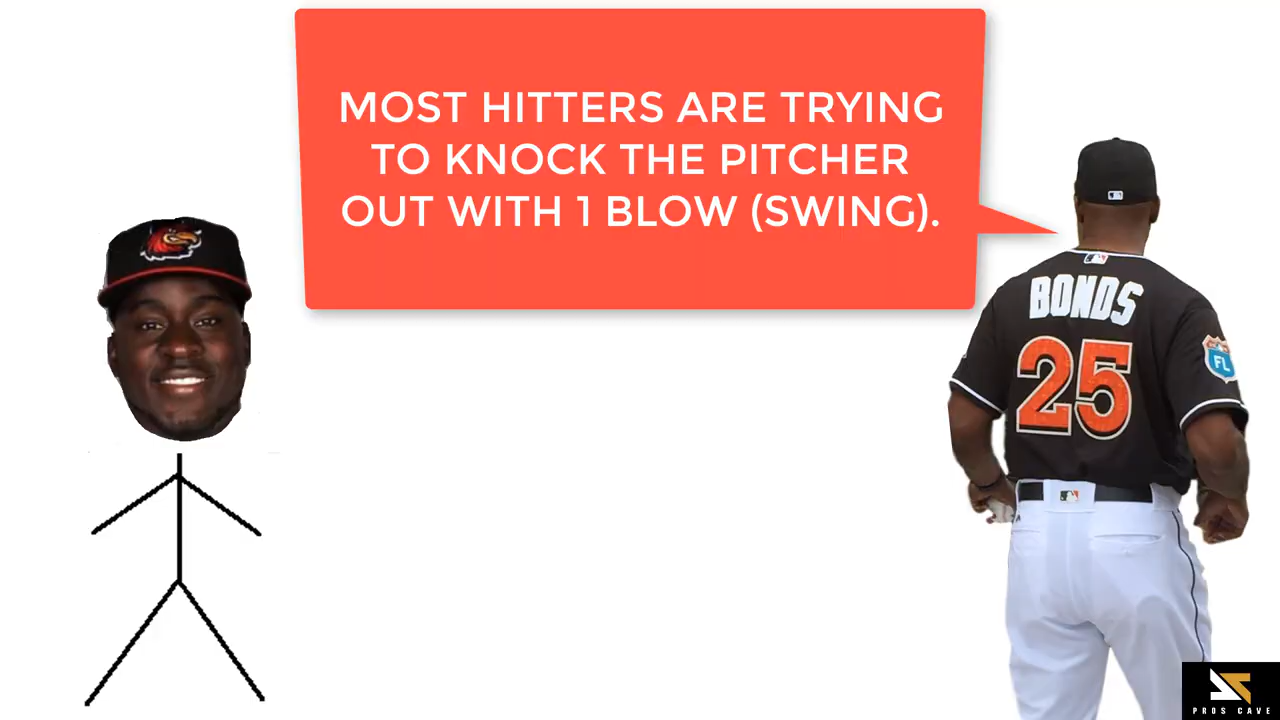 MOST HITTERS ARE TRYING
TO KNOCK THE PITCHER
OUT WITH 1 BLOW (SWING).
BONDS
25
FL
PROS CAVE